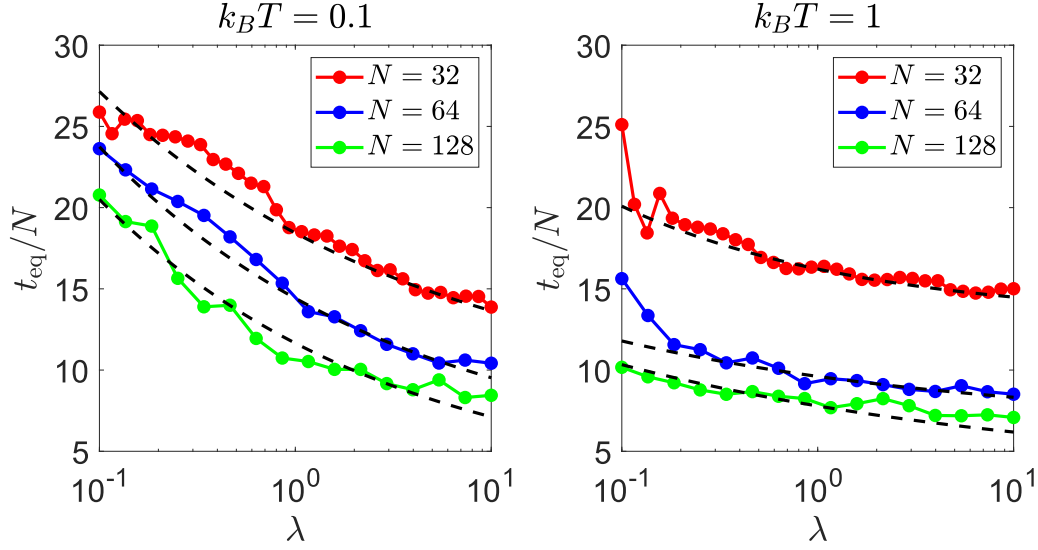 k_BT = 0.1
30
25
20
15
10
5
t_eq/N
10^-1
10^0
10^1
λ
N = 32
N = 64
N = 128
k_BT = 1
30
25
20
15
10
5
t_eq/N
10^-1
10^0
10^1
λ
N = 32
N = 64
N = 128